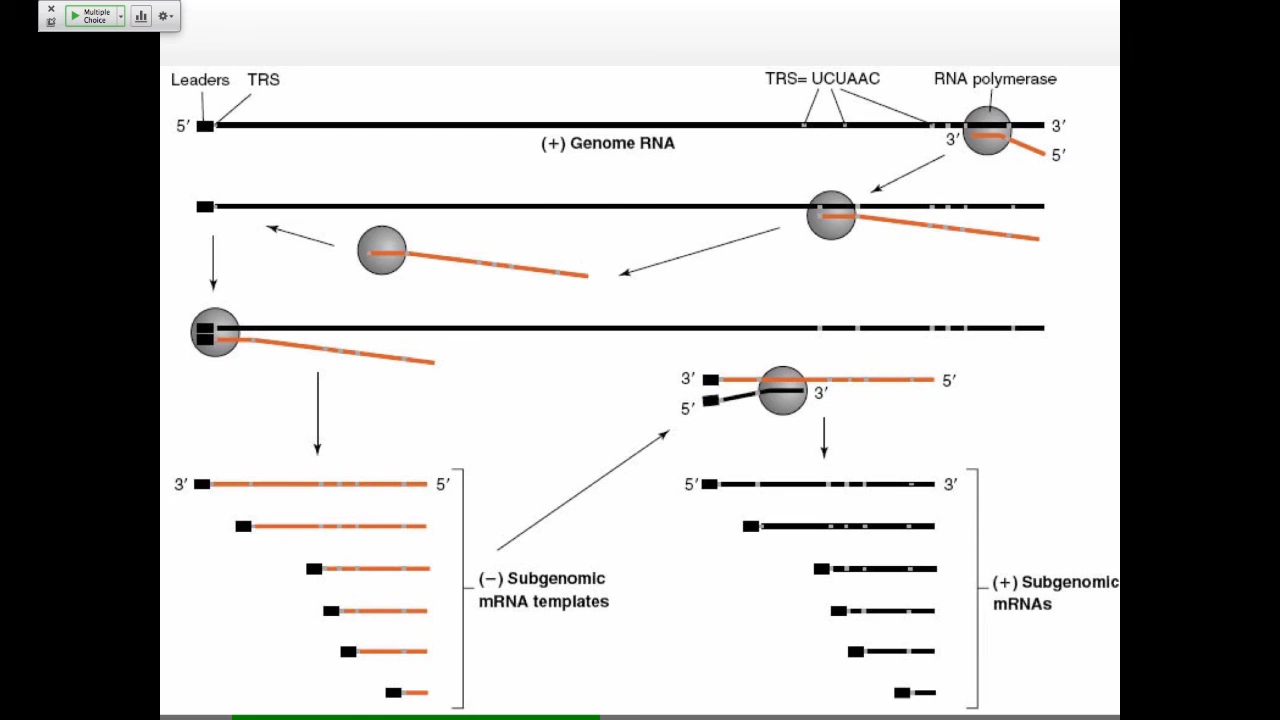 Multiple
Choice
Leaders TRS TRS= UCUAAC RNA polymerase
5′ 3′
(+) Genome RNA 3′
5′
3′ 5′
3′
5′
3′ 5′ 5′ 3′
(−) Subgenomic
mRNA templates
(+) Subgenomic
mRNAs